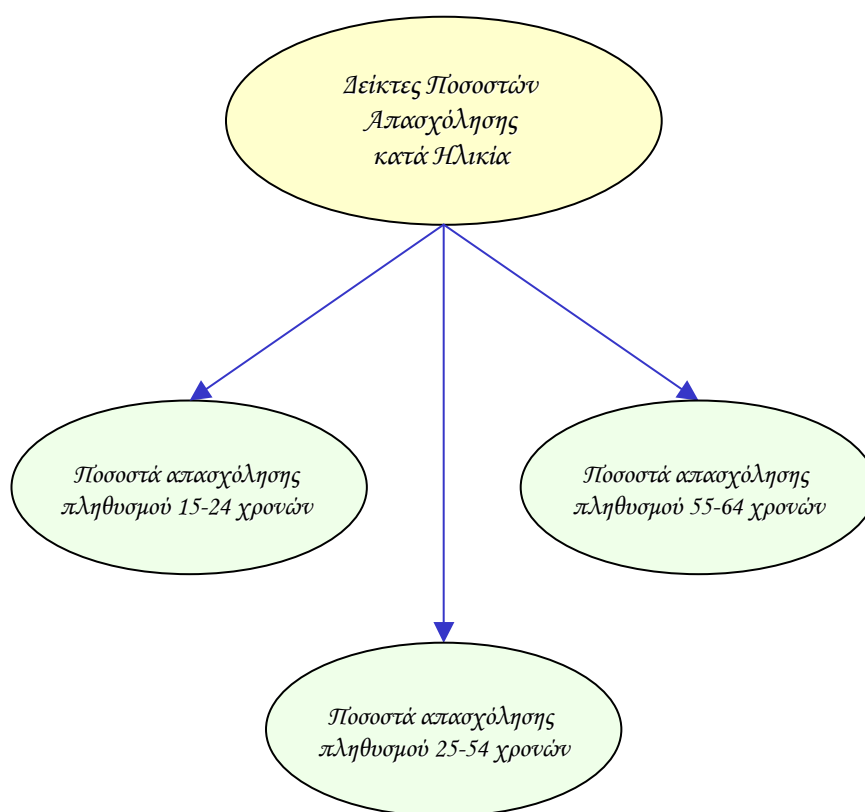 Δείκτες Ποσοστών
Απασχόλησης
κατά Ηλικία
Ποσοστά απασχόλησης
πληθυσμού 15-24 χρονών
Ποσοστά απασχόλησης
πληθυσμού 55-64 χρονών
Ποσοστά απασχόλησης
πληθυσμού 25-54 χρονών